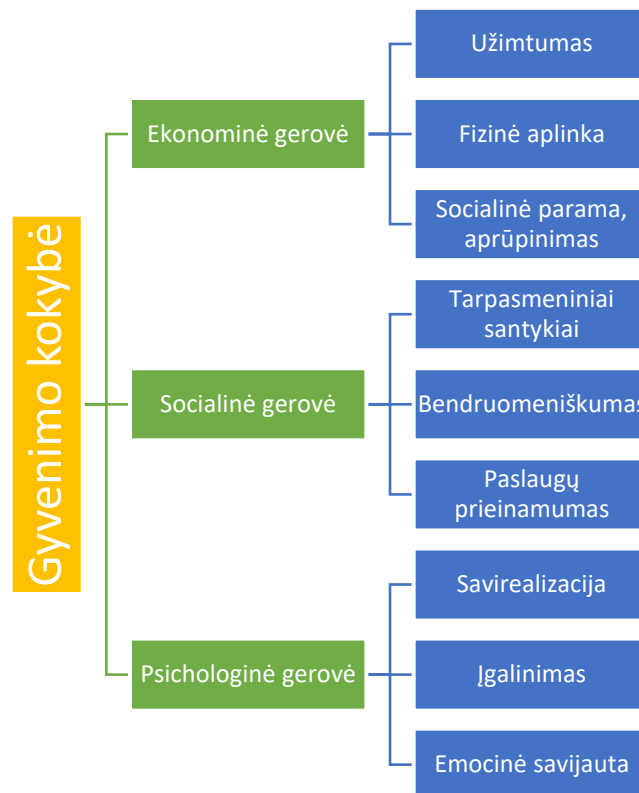 Gyvenimo kokybė
Ekonominė gerovė
Užimtumas
Fizinė aplinka
Socialinė parama,
aprūpinimas
Socialinė gerovė
Tarpasmeniniai
santykiai
Bendruomeniškumas
Paslaugų
prieinamumas
Psichologinė gerovė
Savirealizacija
Įgalinimas
Emocinė savijauta